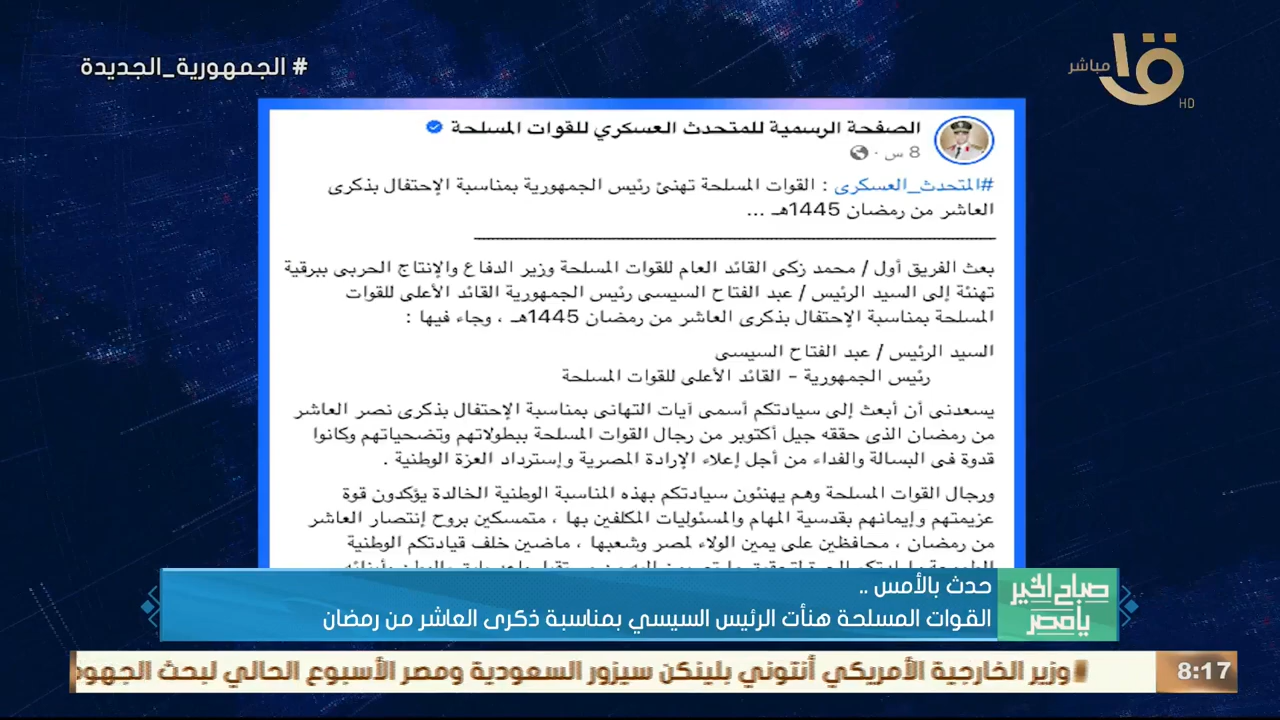 # الجمهورية_الجديدة
مباشر
HD
الصفحة الرسمية للمتحدث العسكري للقوات المسلحة
8 س ·
#المتحدث_العسكرى : القوات المسلحة تهنئ رئيس الجمهورية بمناسبة الإحتفال بذكرى
العاشر من رمضان 1445هـ ...
بعث الفريق أول / محمد زكى القائد العام للقوات المسلحة وزير الدفاع والإنتاج الحربى ببرقية
تهنئة إلى السيد الرئيس / عبد الفتاح السيسى رئيس الجمهورية القائد الأعلى للقوات
المسلحة بمناسبة الإحتفال بذكرى العاشر من رمضان 1445هـ ، وجاء فيها :
السيد الرئيس / عبد الفتاح السيسى
رئيس الجمهورية – القائد الأعلى للقوات المسلحة
يسعدنى أن أبعث إلى سيادتكم أسمى آيات التهانى بمناسبة الإحتفال بذكرى نصر العاشر
من رمضان الذى حققه جيل أكتوبر من رجال القوات المسلحة ببطولاتهم وتضحياتهم وكانوا
قدوة فى البسالة والفداء من أجل إعلاء الإرادة المصرية وإسترداد العزة الوطنية .
ورجال القوات المسلحة وهم يهنئون سيادتكم بهذه المناسبة الوطنية الخالدة يؤكدون قوة
عزيمتهم وإيمانهم بقدسية المهام والمسئوليات المكلفين بها ، متمسكين بروح إنتصار العاشر
من رمضان ، محافظين على يمين الولاء لمصر وشعبها ، ماضين خلف قيادتكم الوطنية
صباح الخير
يا مصر
حدث بالأمس ..
القوات المسلحة هنأت الرئيس السيسي بمناسبة ذكرى العاشر من رمضان
وزير الخارجية الأمريكي أنتوني بلينكن سيزور السعودية ومصر الأسبوع الحالي لبحث الجهود
8:17